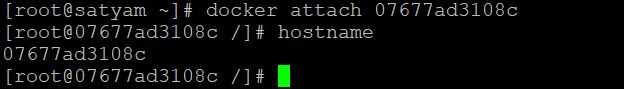 [root@satyam ~]# docker attach 07677ad3108c
[root@07677ad3108c /]# hostname
07677ad3108c
[root@07677ad3108c /]#